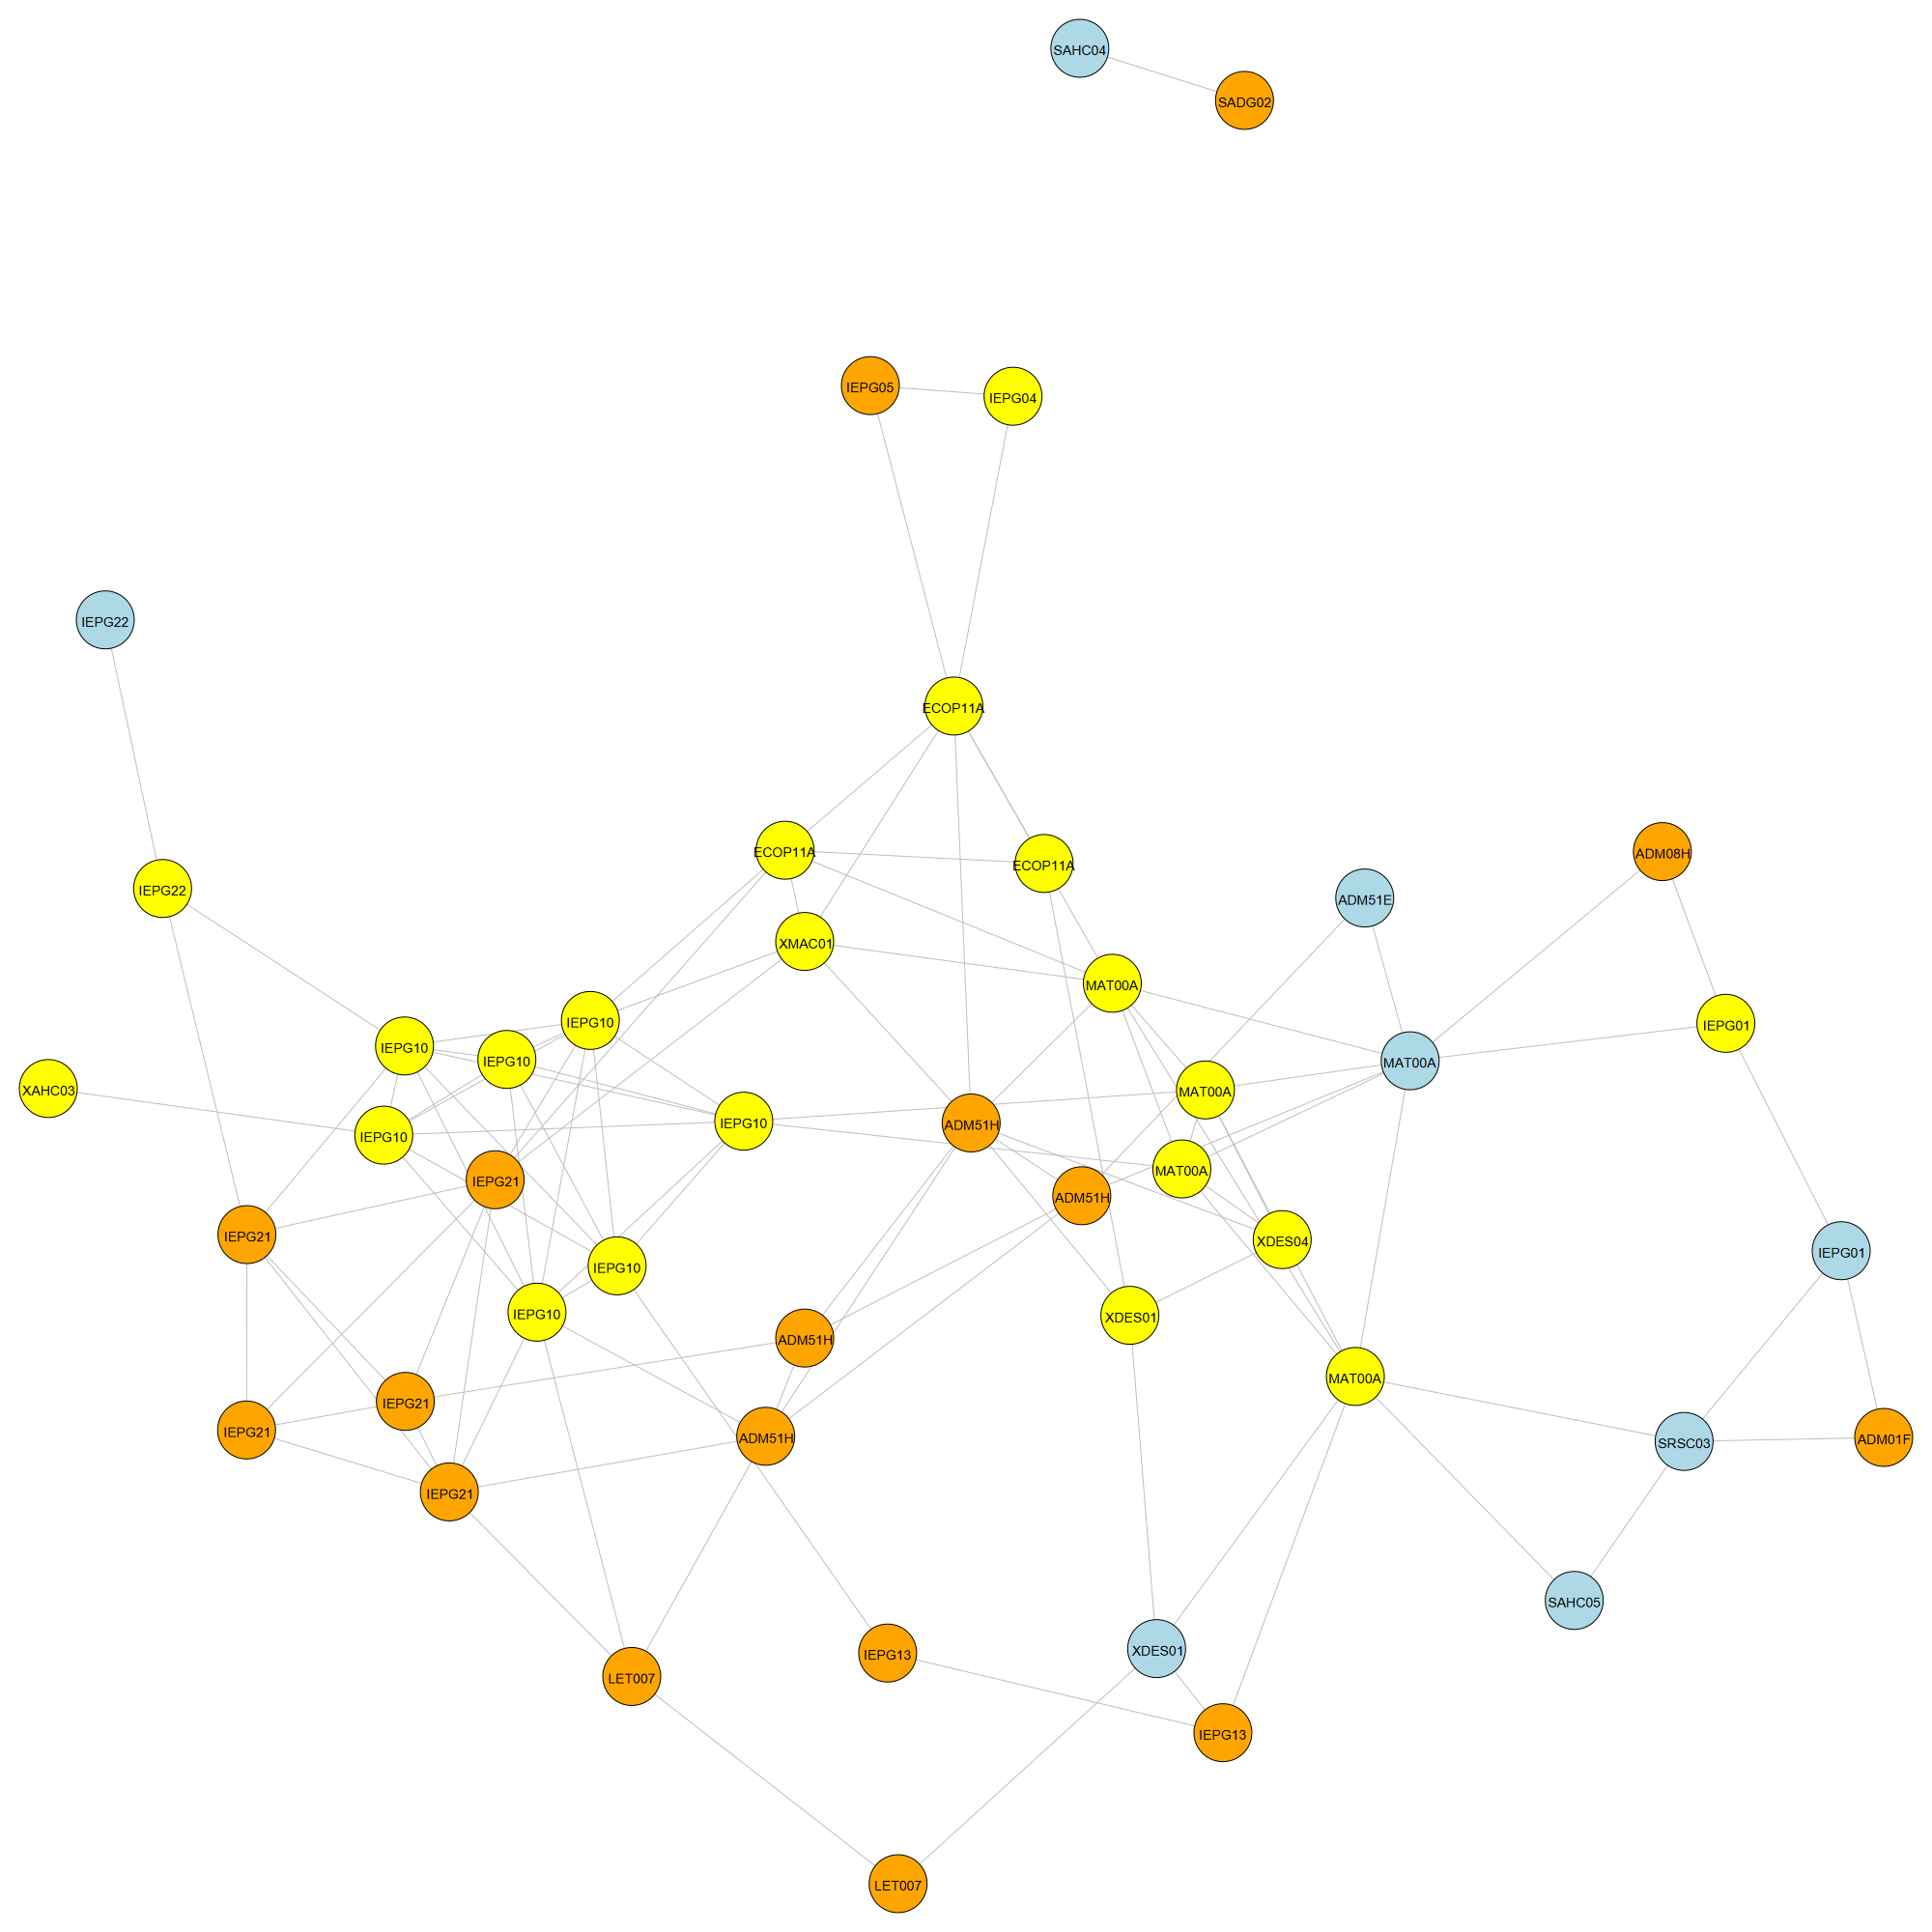 SAHC04
SADG02
IEPG05
IEPG04
IEPG22
ECOP11A
ECOP11A
ECOP11A
ADM08H
IEPG22
ADM51E
XMAC01
MAT00A
IEPG10
IEPG01
IEPG10
IEPG10
MAT00A
XAHC03
MAT00A
IEPG10
ADM51H
IEPG10
MAT00A
IEPG21
ADM51H
IEPG21
XDES04
IEPG01
IEPG10
IEPG10
XDES01
ADM51H
MAT00A
IEPG21
IEPG21
ADM51H
ADM01F
SRSC03
IEPG21
SAHC05
XDES01
IEPG13
LET007
IEPG13
LET007